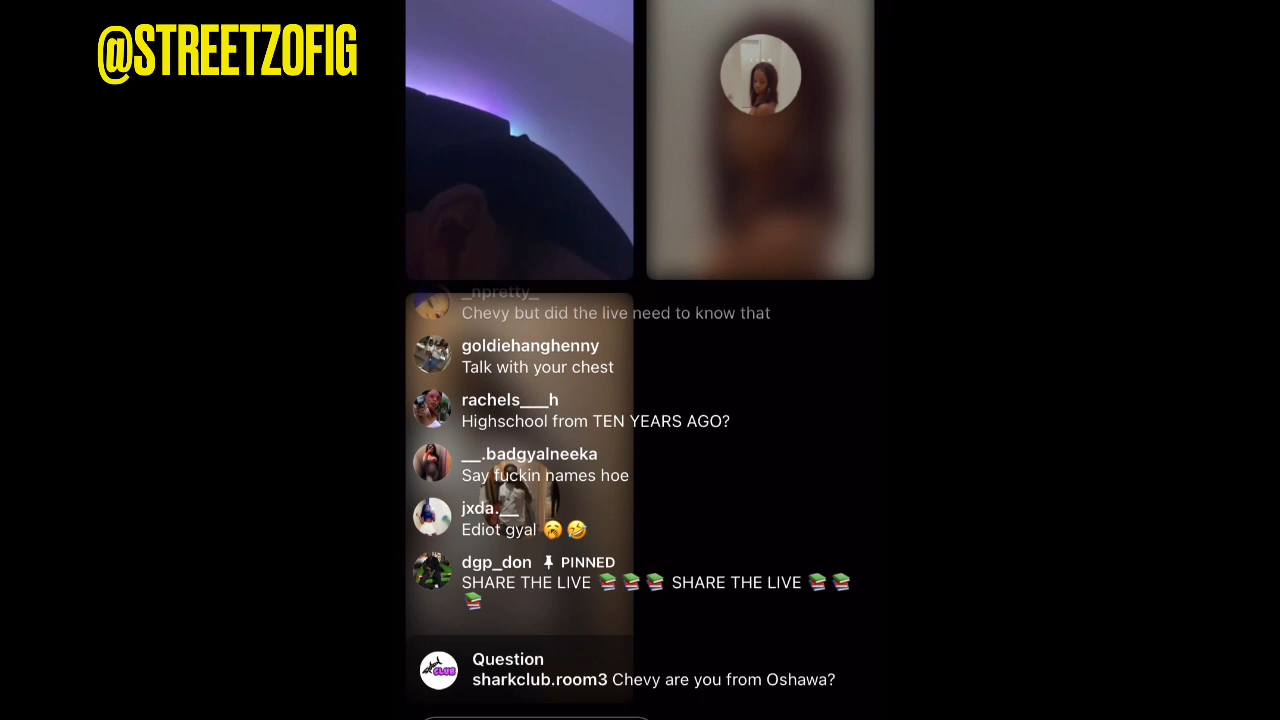 @STREETZOFIG
_npretty_
Chevy but did the live need to know that
goldiehanghenny
Talk with your chest
rachels___h
Highschool from TEN YEARS AGO?
__.badgyalneeka
Say fuckin names hoe
jxda.__
Ediot gyal 🥱🤣
dgp_don PINNED
SHARE THE LIVE 📚📚📚 SHARE THE LIVE 📚📚
📚
CLUB
Question
sharkclub.room3 Chevy are you from Oshawa?